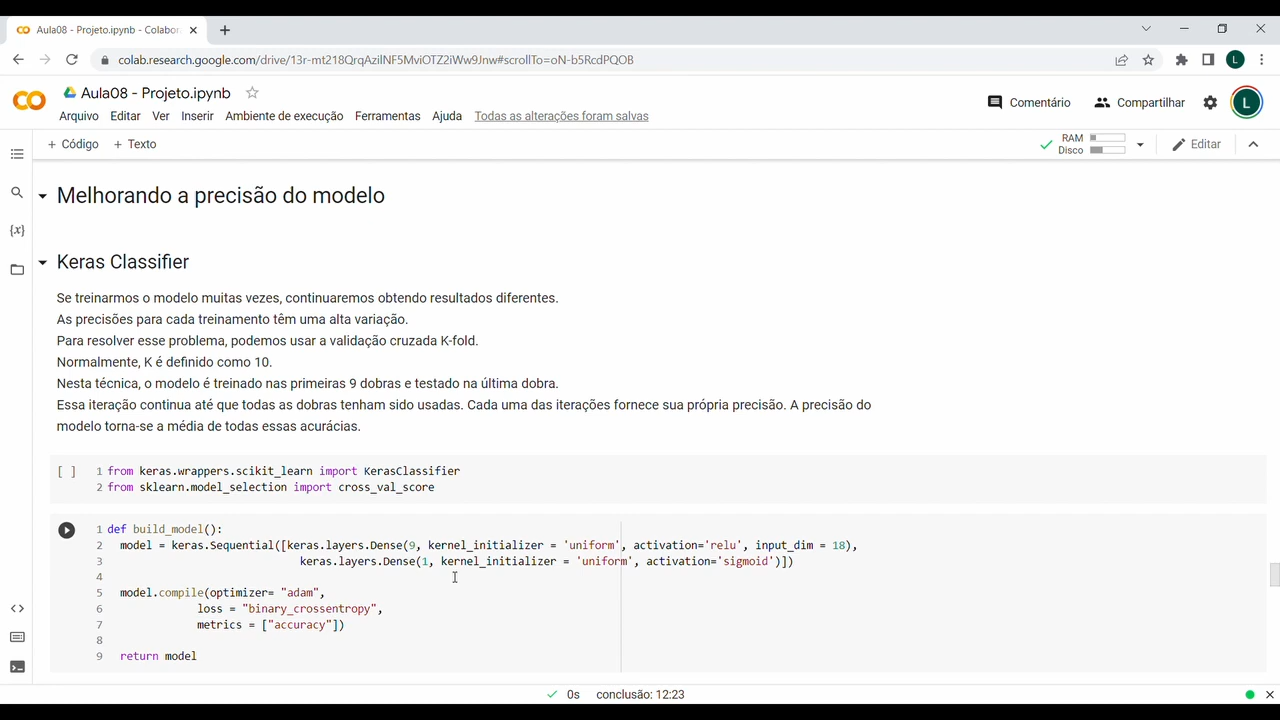 Aula08 - Projeto.ipynb - Colabor
colab.research.google.com/drive/13r-mt218QrqAzilNF5MviOTZ2iWw9Jnw#scrollTo=oN-b5RcdPQOB
L
Aula08 - Projeto.ipynb
Comentário
Compartilhar
L
Arquivo Editar Ver Inserir Ambiente de execução Ferramentas Ajuda Todas as alterações foram salvas
+ Código + Texto
RAM
Disco
Editar
Melhorando a precisão do modelo
{x}
Keras Classifier
Se treinarmos o modelo muitas vezes, continuaremos obtendo resultados diferentes.
As precisões para cada treinamento têm uma alta variação.
Para resolver esse problema, podemos usar a validação cruzada K-fold.
Normalmente, K é definido como 10.
Nesta técnica, o modelo é treinado nas primeiras 9 dobras e testado na última dobra.
Essa iteração continua até que todas as dobras tenham sido usadas. Cada uma das iterações fornece sua própria precisão. A precisão do
modelo torna-se a média de todas essas acurácias.
[ ] 1 from keras.wrappers.scikit_learn import KerasClassifier
2 from sklearn.model_selection import cross_val_score
1 def build_model():
2 model = keras.Sequential([keras.layers.Dense(9, kernel_initializer = 'uniform', activation='relu', input_dim = 18),
3 keras.layers.Dense(1, kernel_initializer = 'uniform', activation='sigmoid')])
4
5 model.compile(optimizer= "adam",
6 loss = "binary_crossentropy",
7 metrics = ["accuracy"])
8
9 return model
0s conclusão: 12:23